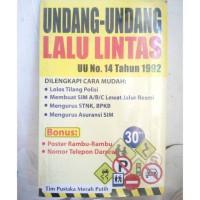 UNDANG-UNDANG
LALU LINTAS
UU No. 14 Tahun 1992
DILENGKAPI CARA MUDAH:
• Lolos Tilang Polisi
• Membuat SIM A/B/C Lewat Jalur Resmi
• Mengurus STNK, BPKB
• Mengurus Asuransi SIM
Bonus:
• Poster Rambu-Rambu
• Nomor Telepon Darurat
30
P
Tim Pustaka Merah Putih